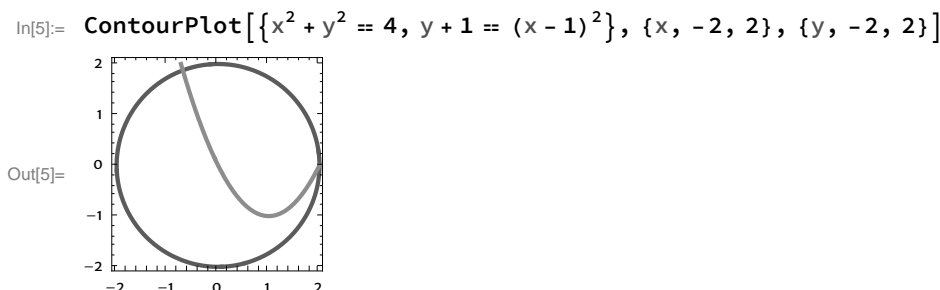 In[5]:= ContourPlot[{x² + y² == 4, y + 1 == (x - 1)²}, {x, -2, 2}, {y, -2, 2}]
2
1
Out[5]= 0
-1
-2
-2 -1 0 1 2